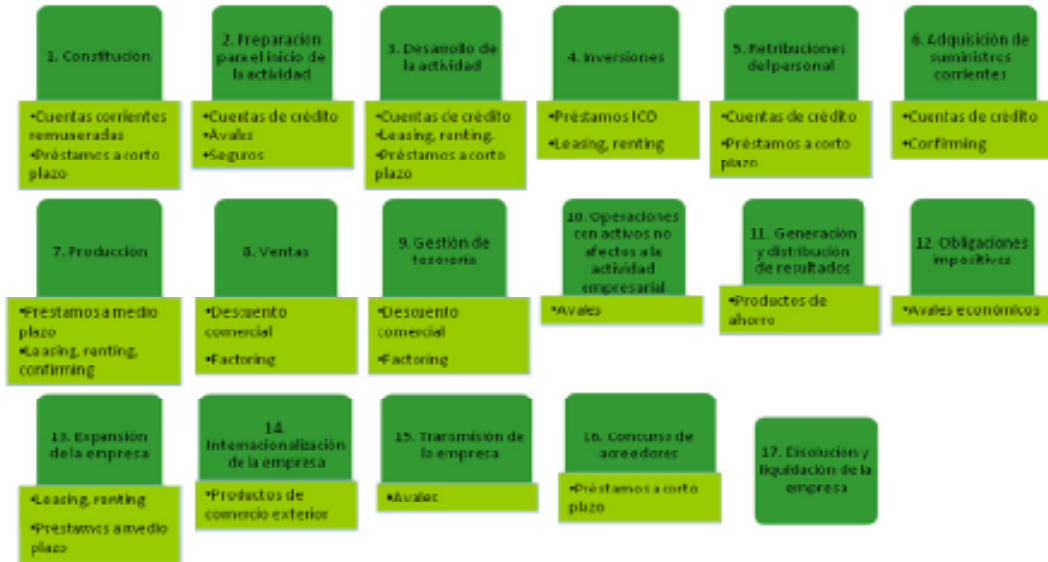 1. Constitución
•Cuentas corrientes
remuneradas
•Préstamos a corto
plazo
2. Preparación
para el inicio de
la actividad
•Cuentas de crédito
•Avales
•Seguros
3. Desarrollo de
la actividad
•Cuentas de crédito
•Leasing, renting.
•Préstamos a corto
plazo
4. Inversiones
•Préstamos ICO
•Leasing, renting
5. Retribuciones
del personal
•Cuentas de crédito
•Préstamos a corto
plazo
6. Adquisición de
suministros
corrientes
•Cuentas de crédito
•Confirming
7. Producción
•Préstamos a medio
plazo
•Leasing, renting,
confirming
8. Ventas
•Descuento
comercial
•Factoring
9. Gestión de
tesorería
•Descuento
comercial
•Factoring
10. Operaciones
con activos no
afectos a la
actividad
empresarial
•Avales
11. Generación
y distribución
de resultados
•Productos de
ahorro
12. Obligaciones
impositivas
•Avales económicos
13. Expansión
de la empresa
•Leasing, renting
•Préstamos a medio
plazo
14.
Internacionalización
de la empresa
•Productos de
comercio exterior
15. Transmisión de
la empresa
•Avales
16. Concurso de
acreedores
•Préstamos a corto
plazo
17. Disolución y
liquidación de la
empresa